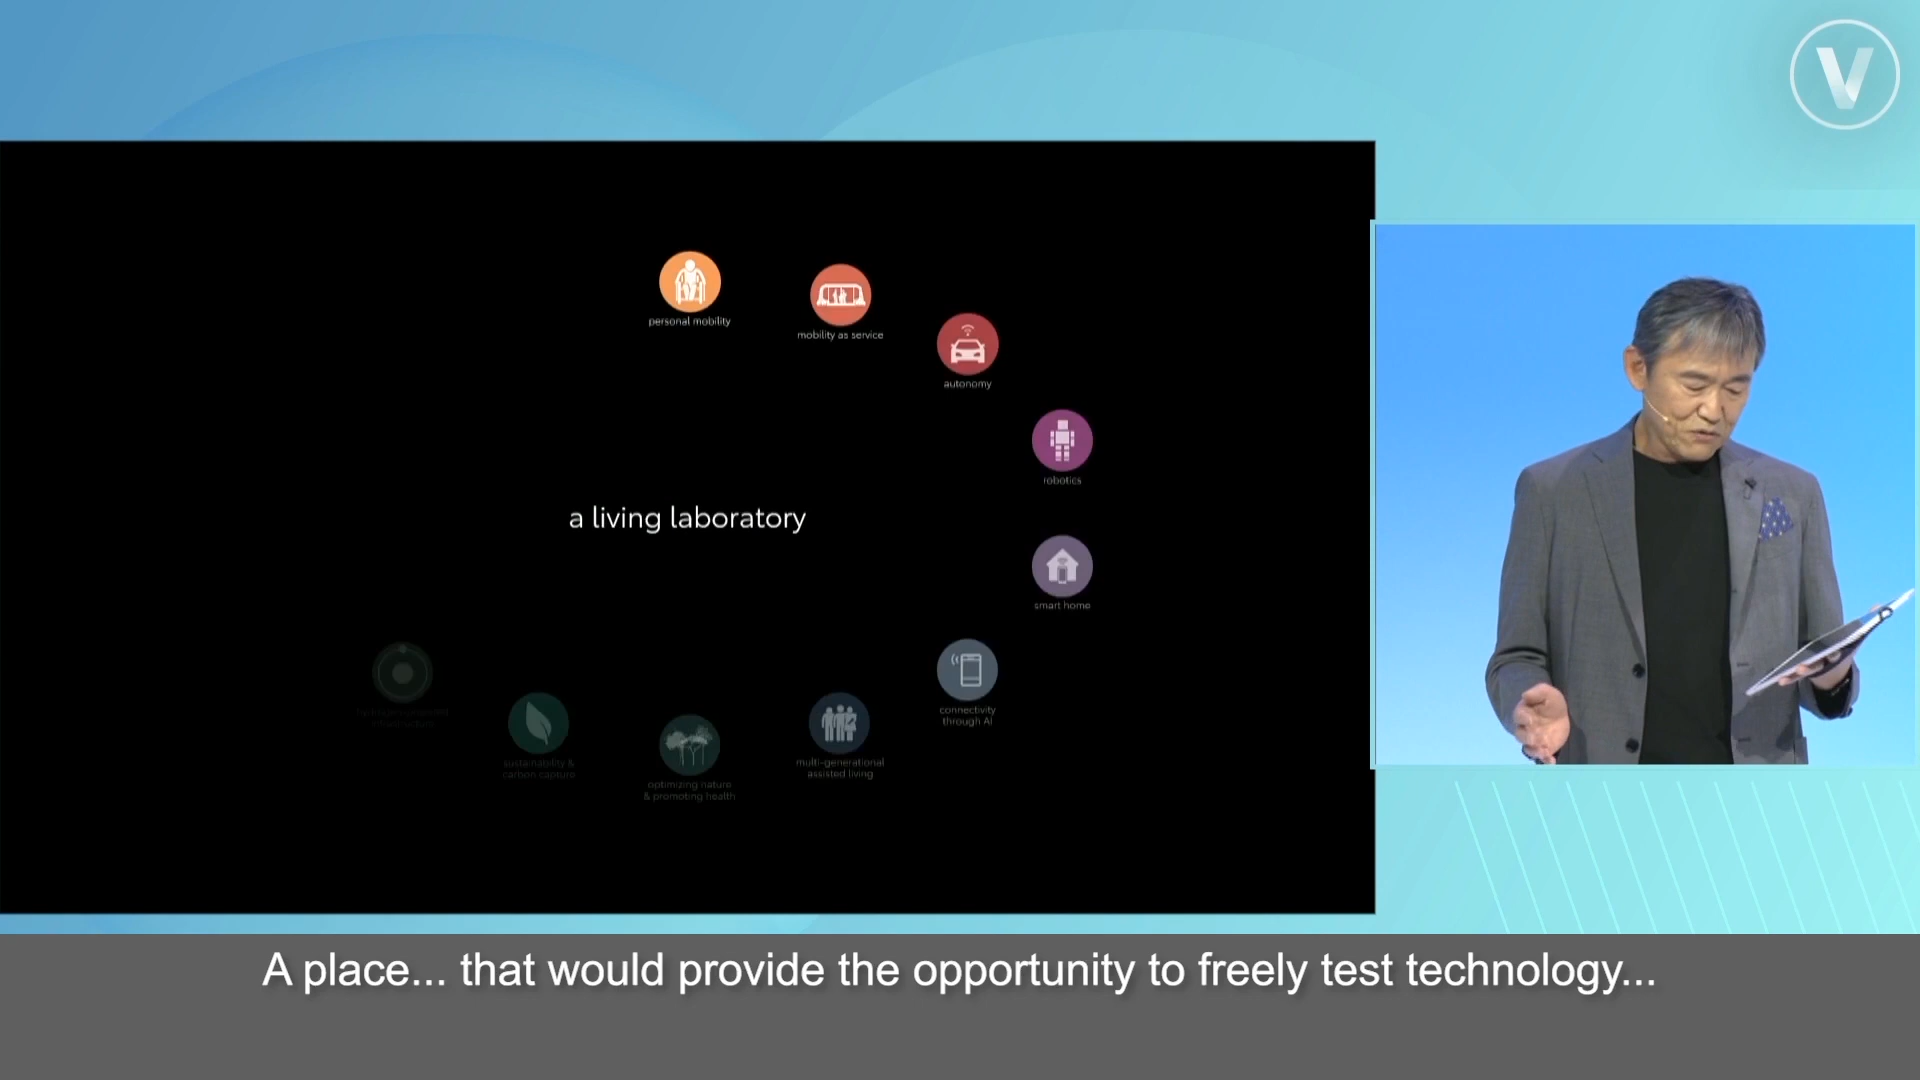 V
personal mobility
mobility as service
autonomy
robotics
a living laboratory
smart home
connectivity
through AI
multi-generational
assisted living
optimizing nature
& promoting health
sustainability &
carbon capture
A place... that would provide the opportunity to freely test technology...